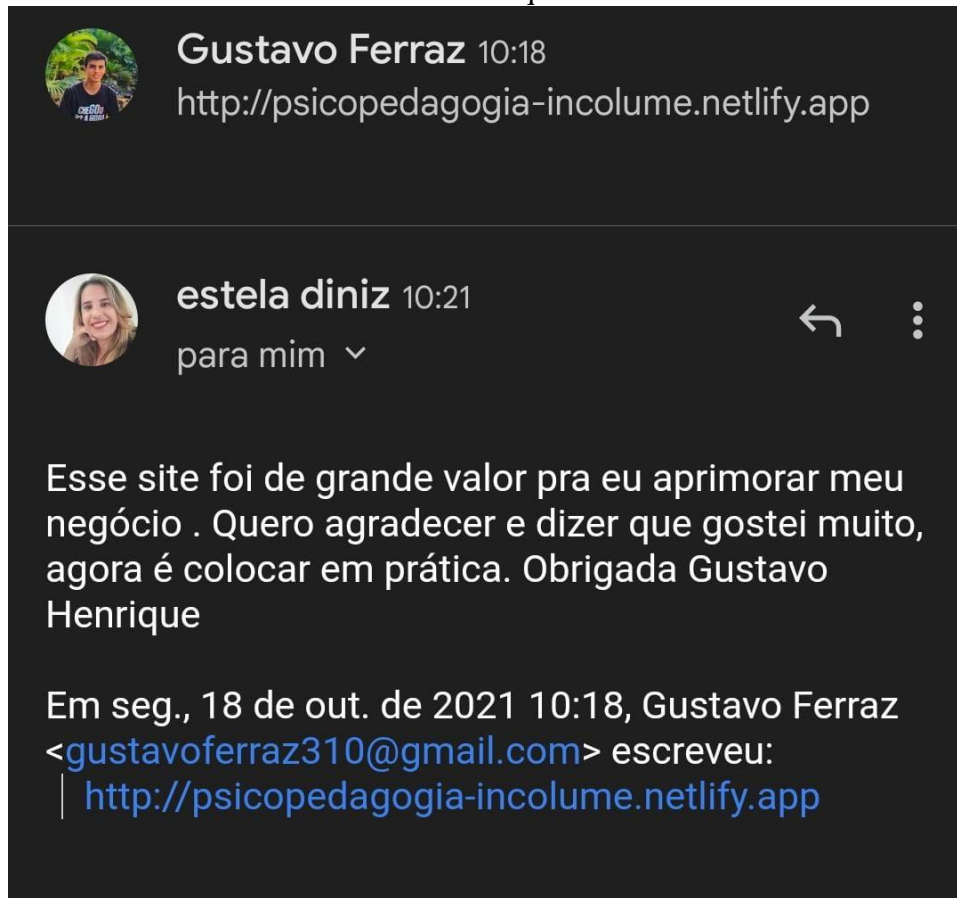 Gustavo Ferraz 10:18
http://psicopedagogia-incolume.netlify.app
estela diniz 10:21
para mim
Esse site foi de grande valor pra eu aprimorar meu
negócio . Quero agradecer e dizer que gostei muito,
agora é colocar em prática. Obrigada Gustavo
Henrique
Em seg., 18 de out. de 2021 10:18, Gustavo Ferraz
<gustavoferraz310@gmail.com> escreveu:
http://psicopedagogia-incolume.netlify.app